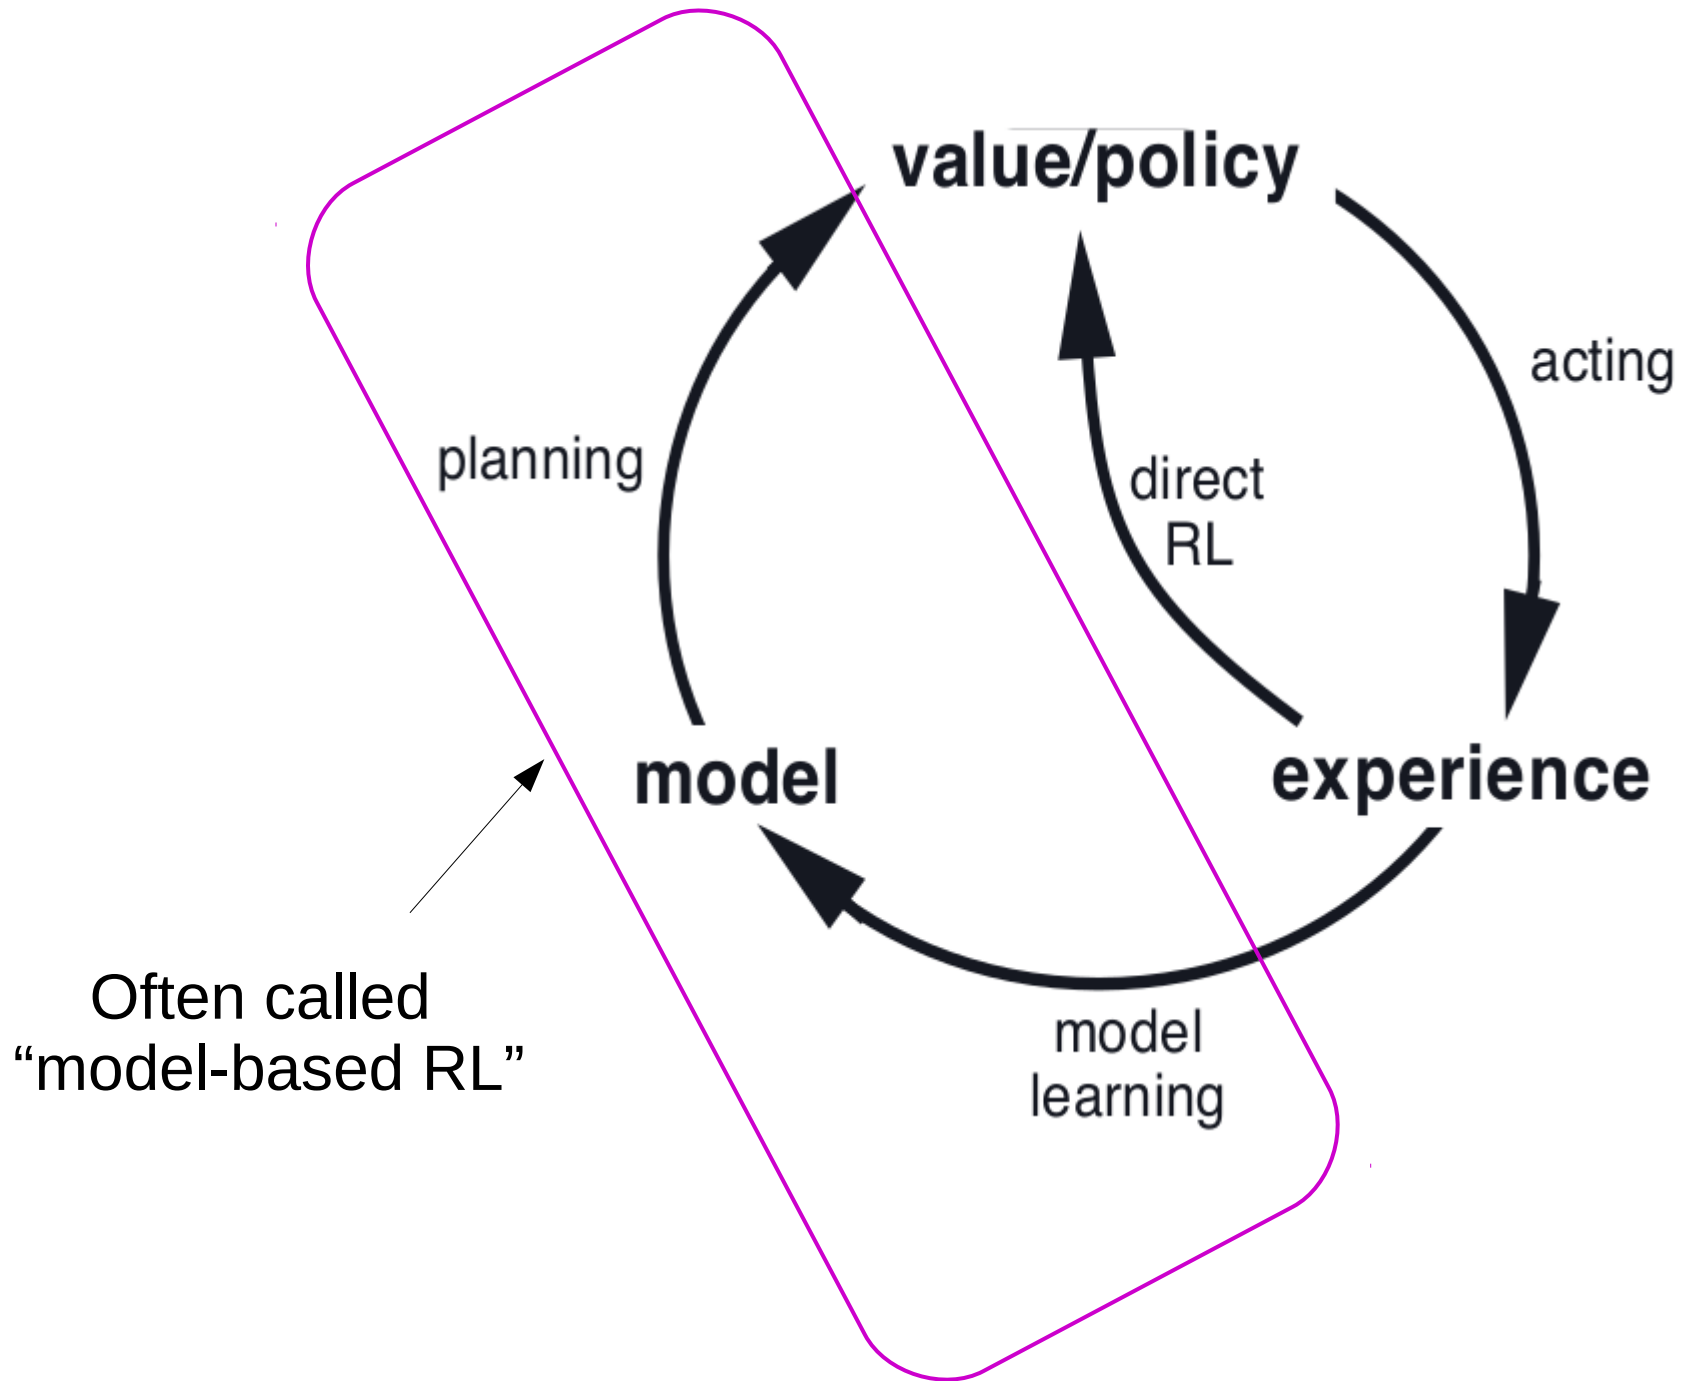 value/policy
acting
planning
direct
RL
model
experience
Often called
“model-based RL”
model
learning